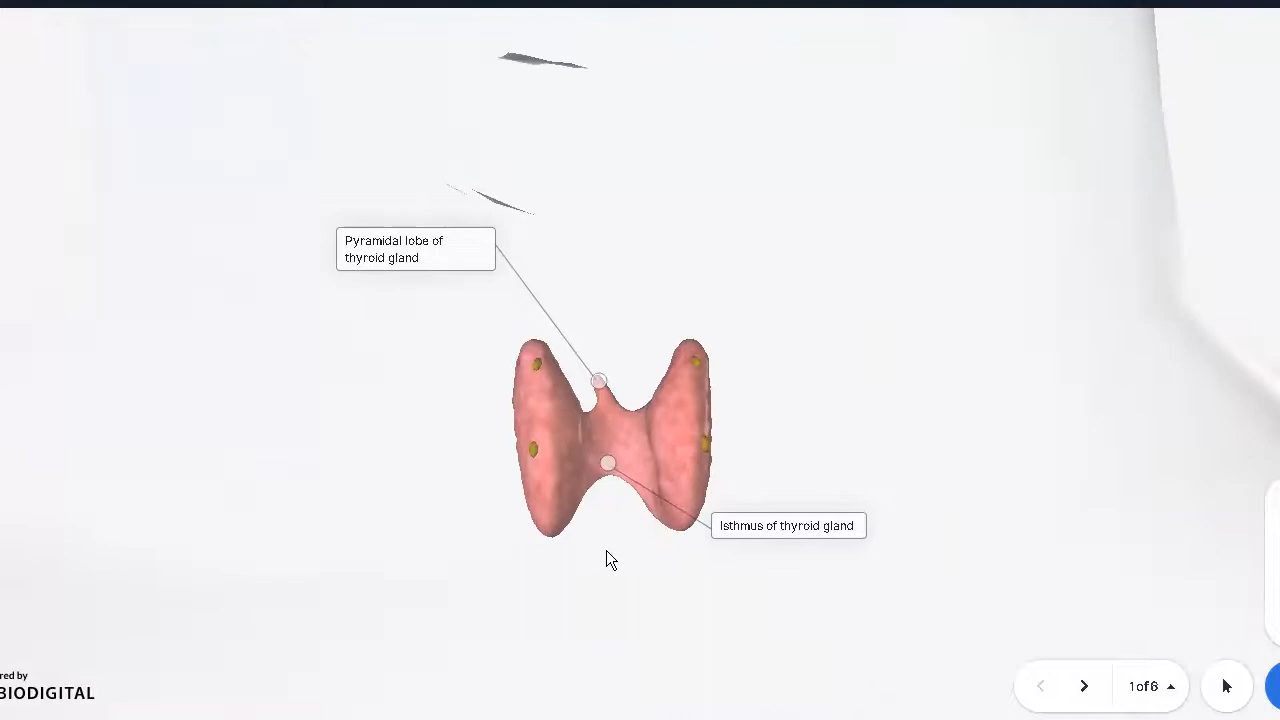 Pyramidal lobe of
thyroid gland
Isthmus of thyroid gland
red by
BIODIGITAL
1 of 6